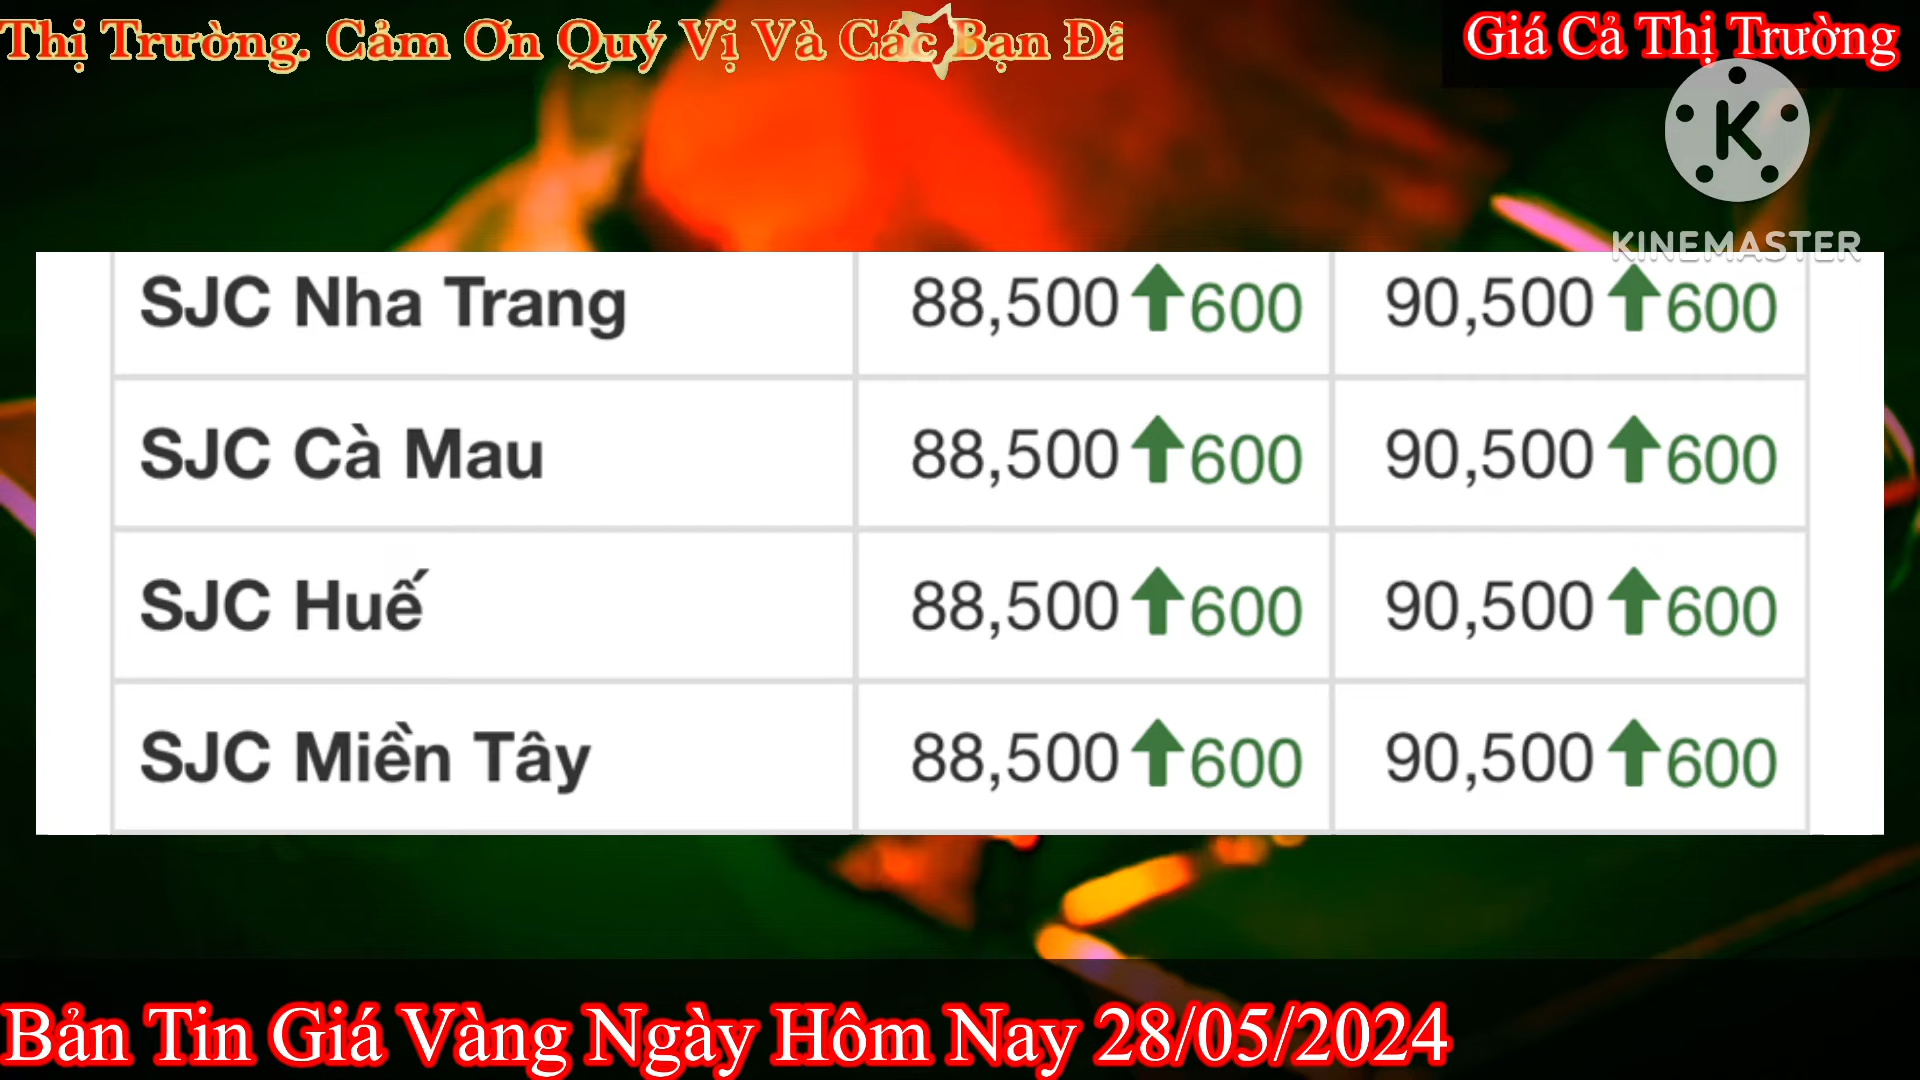 Thị Trường. Cảm Ơn Quý Vị Và Các Bạn
Giá Cả Thị Trường
K
KINEMASTER
SJC Nha Trang 88,500 600 90,500 600
SJC Cà Mau 88,500 600 90,500 600
SJC Huế 88,500 600 90,500 600
SJC Miền Tây 88,500 600 90,500 600
Bản Tin Giá Vàng Ngày Hôm Nay 28/05/2024